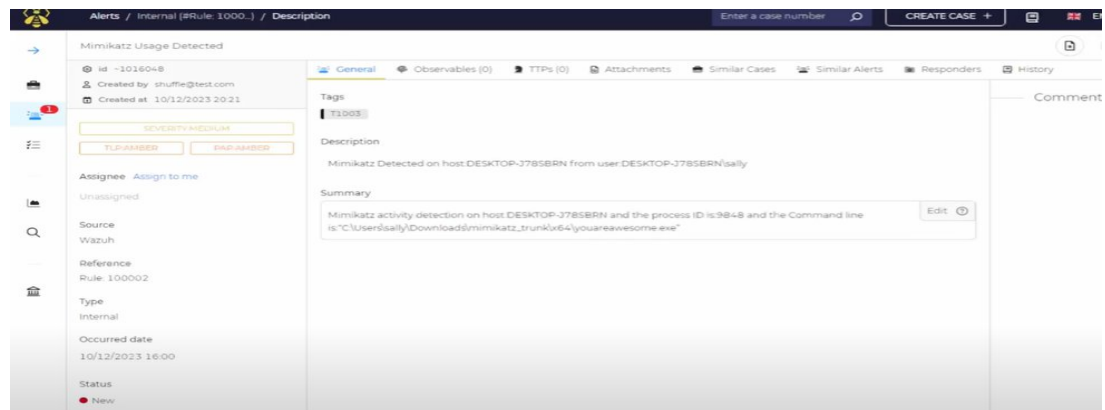 Alerts / Internal (#Rule: 1000...) / Description
Enter a case number
CREATE CASE +
Mimikatz Usage Detected
id ~1016048
Created by shuffle@test.com
Created at 10/12/2023 20:21
SEVERITY:MEDIUM
TLP:AMBER
PAP:AMBER
Assignee Assign to me
Unassigned
Source
Wazuh
Reference
Rule: 100002
Type
Internal
Occurred date
10/12/2023 16:00
Status
New
1
General
Observables (0)
TTPs (0)
Attachments
Similar Cases
Similar Alerts
Responders
History
Tags
T1003
Description
Mimikatz Detected on host:DESKTOP-J78SBRN from user:DESKTOP-J78SBRN\sally
Summary
Mimikatz activity detection on host:DESKTOP-J78SBRN and the process ID is:9848 and the Command line
is:"C:\Users\sally\Downloads\mimikatz_trunk\x64\youareawesome.exe"
Edit
Comment